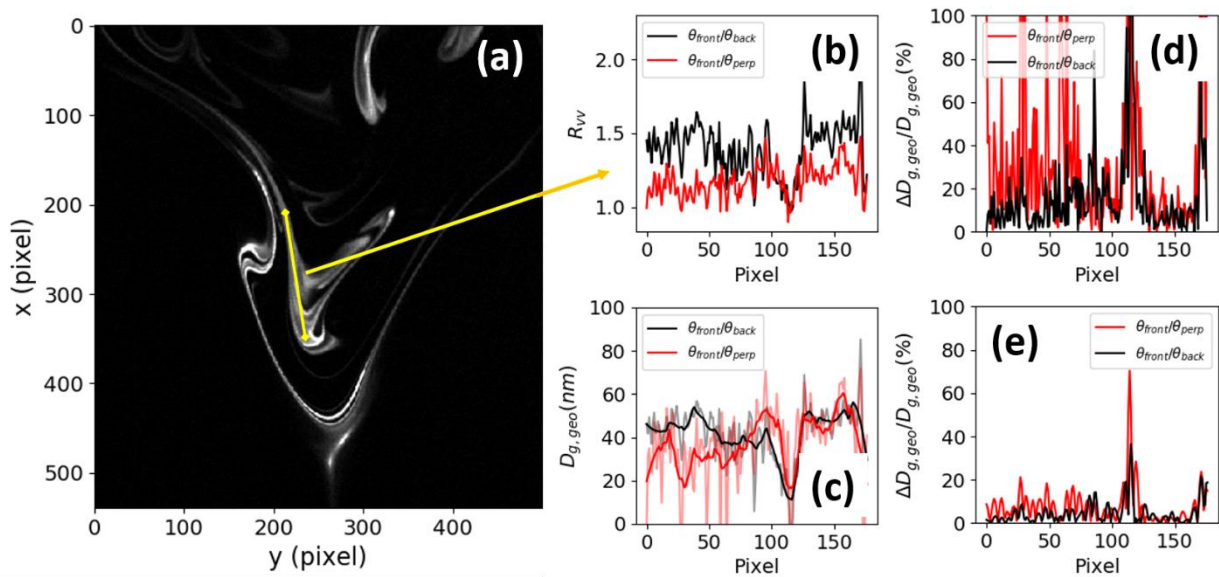 (a)
0
100
200
300
400
500
x (pixel)
0 100 200 300 400
y (pixel)
(b)
θfront/θback
θfront/θperp
2.0
1.5
1.0
Rvv
0 50 100 150
Pixel
(d)
θfront/θperp
θfront/θback
100
80
60
40
20
0
ΔDg,geo/Dg,geo(%)
0 50 100 150
Pixel
(c)
θfront/θback
θfront/θperp
100
80
60
40
20
0
Dg,geo(nm)
0 50 100 150
Pixel
(e)
θfront/θperp
θfront/θback
100
80
60
40
20
0
ΔDg,geo/Dg,geo(%)
0 50 100 150
Pixel